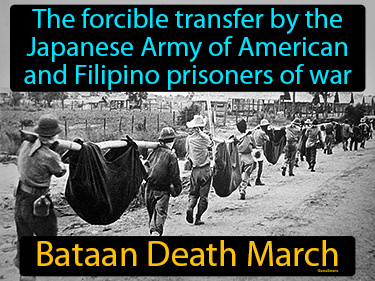 The forcible transfer by the
Japanese Army of American
and Filipino prisoners of war
Bataan Death March